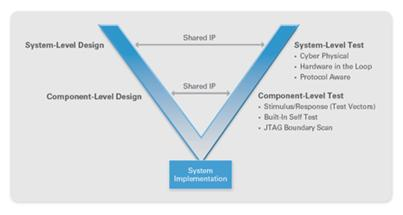 Shared IP
System-Level Design
System-Level Test
• Cyber Physical
• Hardware in the Loop
• Protocol Aware
Shared IP
Component-Level Design
Component-Level Test
• Stimulus/Response (Test Vectors)
• Built-In Self Test
• JTAG Boundary Scan
System
Implementation